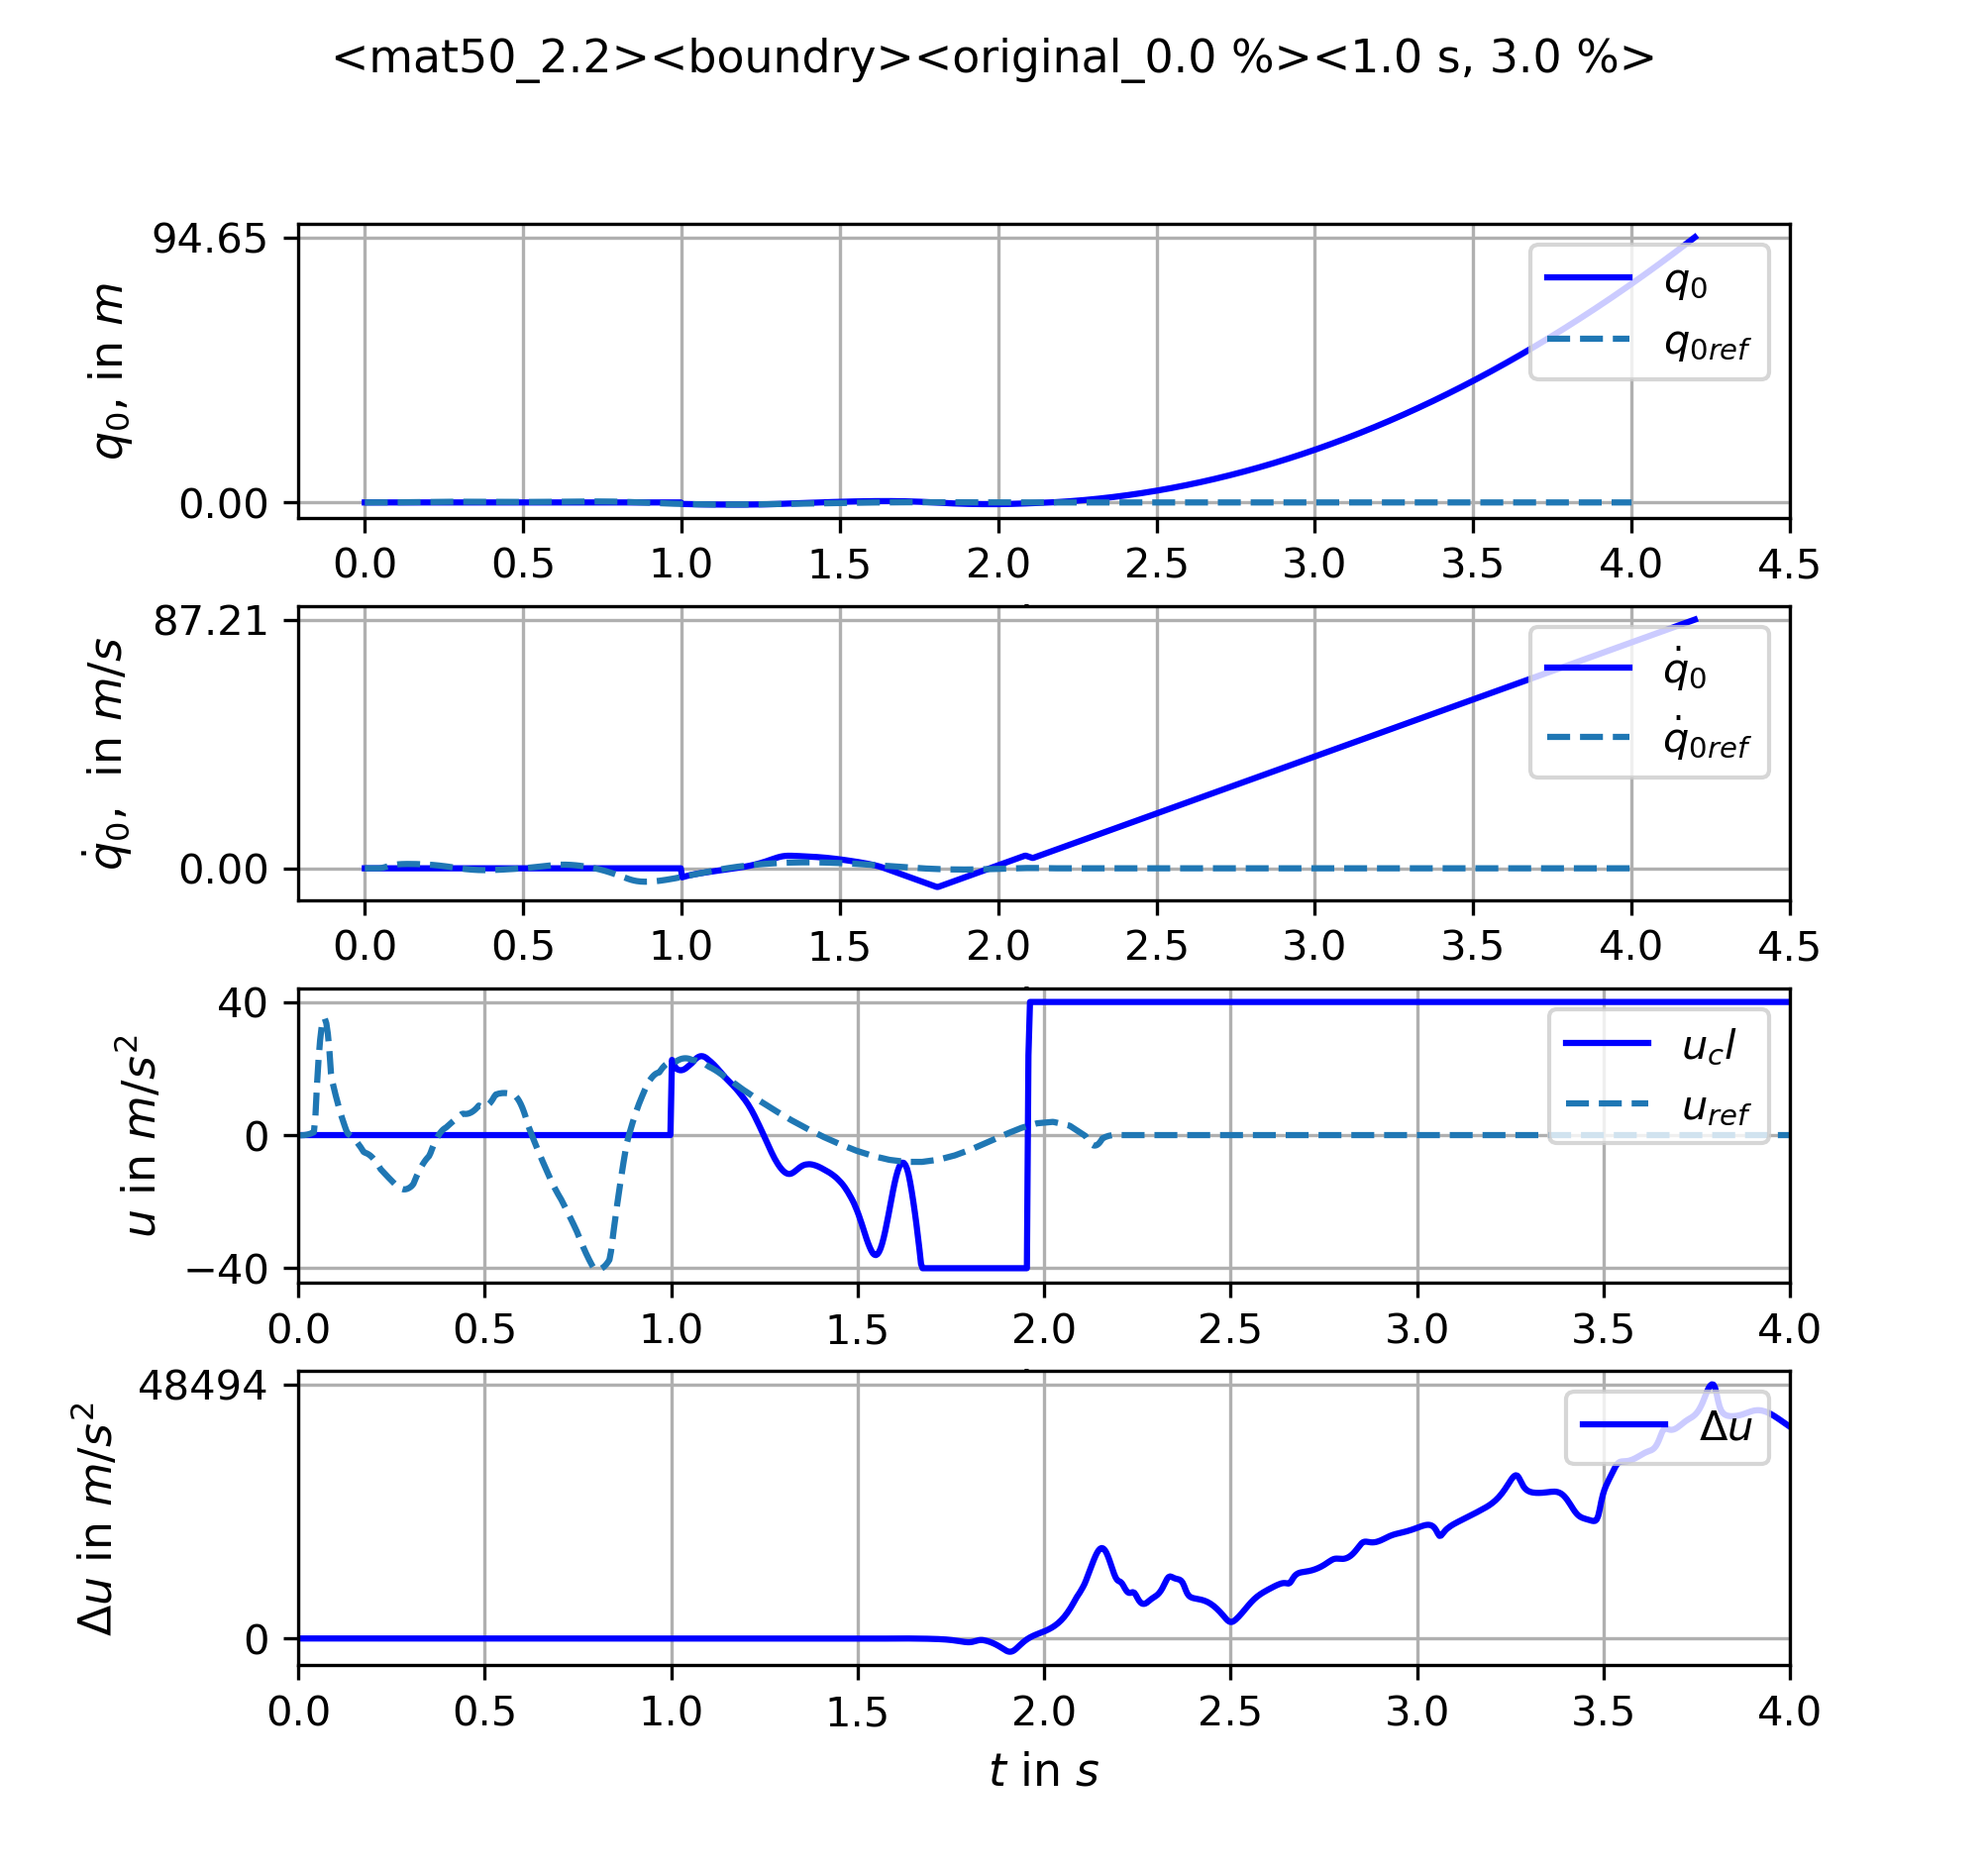 <mat50_2.2><boundry><original_0.0 %><1.0 s, 3.0 %>
94.65
0.00
q₀, in m
q₀
q₀ref
0.0 0.5 1.0 1.5 2.0 2.5 3.0 3.5 4.0 4.5
87.21
0.00
q̇₀, in m/s
q̇₀
q̇₀ref
0.0 0.5 1.0 1.5 2.0 2.5 3.0 3.5 4.0 4.5
40
0
−40
u in m/s²
u_cl
u_ref
0.0 0.5 1.0 1.5 2.0 2.5 3.0 3.5 4.0
48494
0
Δu in m/s²
Δu
0.0 0.5 1.0 1.5 2.0 2.5 3.0 3.5 4.0
t in s